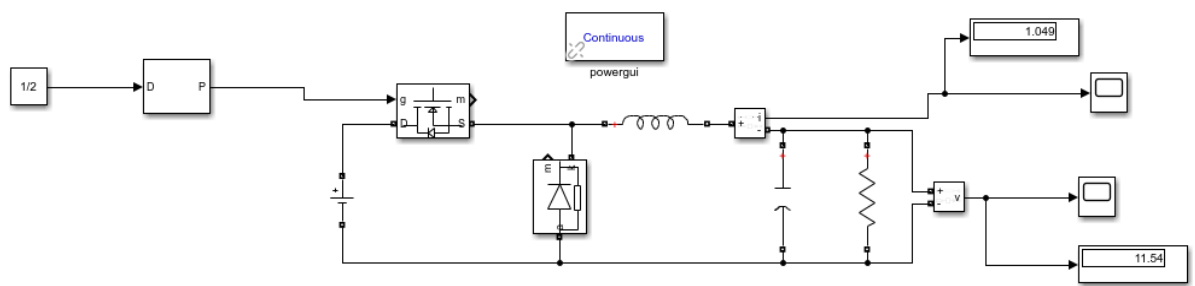 Continuous
powergui
1.049
1/2
D
P
g
m
D
S
+
i
-
+
m
k
a
+
-
v
11.54